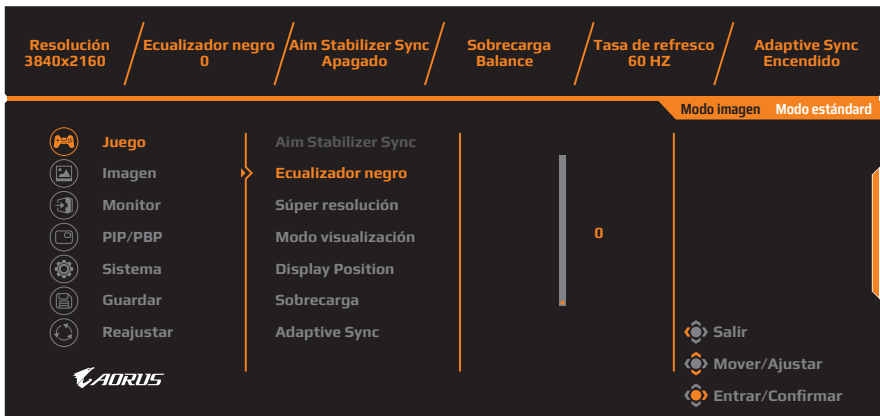 Resolución
3840x2160
Ecualizador negro
0
Aim Stabilizer Sync
Apagado
Sobrecarga
Balance
Tasa de refresco
60 HZ
Adaptive Sync
Encendido
Modo imagen Modo estándard
Juego
Imagen
Monitor
PIP/PBP
Sistema
Guardar
Reajustar
Aim Stabilizer Sync
Ecualizador negro
Súper resolución
Modo visualización
Display Position
Sobrecarga
Adaptive Sync
0
Salir
Mover/Ajustar
Entrar/Confirmar
AORUS